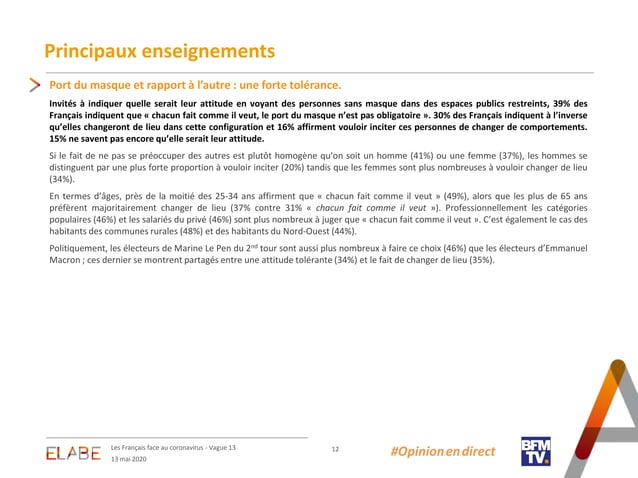 Principaux enseignements
Port du masque et rapport à l’autre : une forte tolérance.
Invités à indiquer quelle serait leur attitude en voyant des personnes sans masque dans des espaces publics restreints, 39% des
Français indiquent que « chacun fait comme il veut, le port du masque n’est pas obligatoire ». 30% des Français indiquent à l’inverse
qu’elles changeront de lieu dans cette configuration et 16% affirment vouloir inciter ces personnes de changer de comportements.
15% ne savent pas encore qu’elle serait leur attitude.
Si le fait de ne pas se préoccuper des autres est plutôt homogène qu’on soit un homme (41%) ou une femme (37%), les hommes se
distinguent par une plus forte proportion à vouloir inciter (20%) tandis que les femmes sont plus nombreuses à vouloir changer de lieu
(34%).
En termes d’âges, près de la moitié des 25-34 ans affirment que « chacun fait comme il veut » (49%), alors que les plus de 65 ans
préfèrent majoritairement changer de lieu (37% contre 31% « chacun fait comme il veut »). Professionnellement les catégories
populaires (46%) et les salariés du privé (46%) sont plus nombreux à juger que « chacun fait comme il veut ». C’est également le cas des
habitants des communes rurales (48%) et des habitants du Nord-Ouest (44%).
Politiquement, les électeurs de Marine Le Pen du 2nd tour sont aussi plus nombreux à faire ce choix (46%) que les électeurs d’Emmanuel
Macron ; ces dernier se montrent partagés entre une attitude tolérante (34%) et le fait de changer de lieu (35%).
ELABE
Les Français face au coronavirus - Vague 13
13 mai 2020
12
#Opinionendirect
BFM
TV.